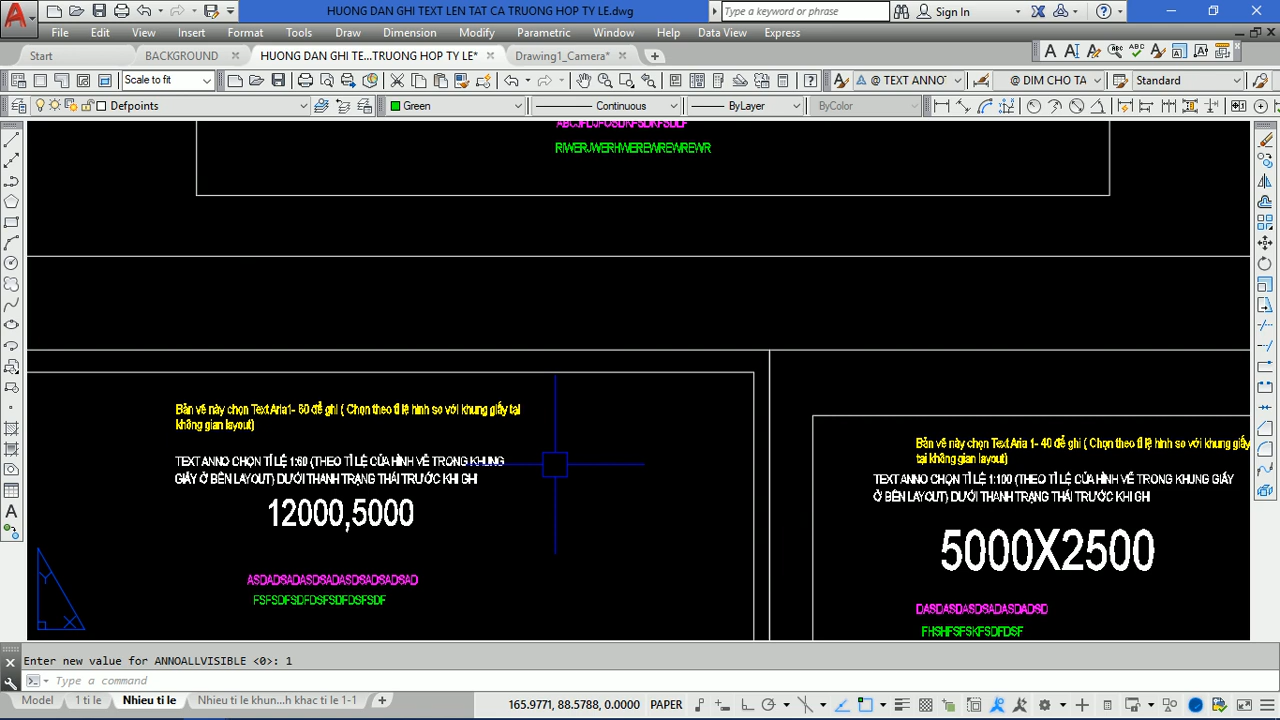 HUONG DAN GHI TEXT LEN TAT CA TRUONG HOP TY LE.dwg
Type a keyword or phrase
Sign In
File Edit View Insert Format Tools Draw Dimension Modify Parametric Window Help Data View Express
Start
BACKGROUND
HUONG DAN GHI TE...TRUONG HOP TY LE*
Drawing1_Camera*
Scale to fit
@ TEXT ANNO
@ DIM CHO TA
Standard
Defpoints
Green
Continuous
ByLayer
ByColor
RIWERJWERHWEREWREWREWR
Bản vẽ này chọn Text Aria1- 60 để ghi ( Chọn theo tỉ lệ hình so với khung giấy tại
không gian layout)
TEXT ANNO CHỌN TỈ LỆ 1:60 (THEO TỈ LỆ CỦA HÌNH VẼ TRONG KHUNG
GIẤY Ở BÊN LAYOUT) DƯỚI THANH TRẠNG THÁI TRƯỚC KHI GHI
12000,5000
ASDADSADASDSADASDSADSADSAD
FSFSDFSDFDSFSDFDSFSDF
Bản vẽ này chọn Text Aria 1- 40 để ghi ( Chọn theo tỉ lệ hình so với khung giấy
tại không gian layout)
TEXT ANNO CHỌN TỈ LỆ 1:100 (THEO TỈ LỆ CỦA HÌNH VẼ TRONG KHUNG GIẤY
Ở BÊN LAYOUT) DƯỚI THANH TRẠNG THÁI TRƯỚC KHI GHI
5000X2500
DASDASDASDSADASDADSD
FHSHFSFSKFSDFDSF
Y
X
Enter new value for ANNOALLVISIBLE <0>: 1
Type a command
Model
1 ti le
Nhieu ti le
Nhieu ti le khun...h khac ti le 1-1
165.9771, 38.5788, 0.0000
PAPER